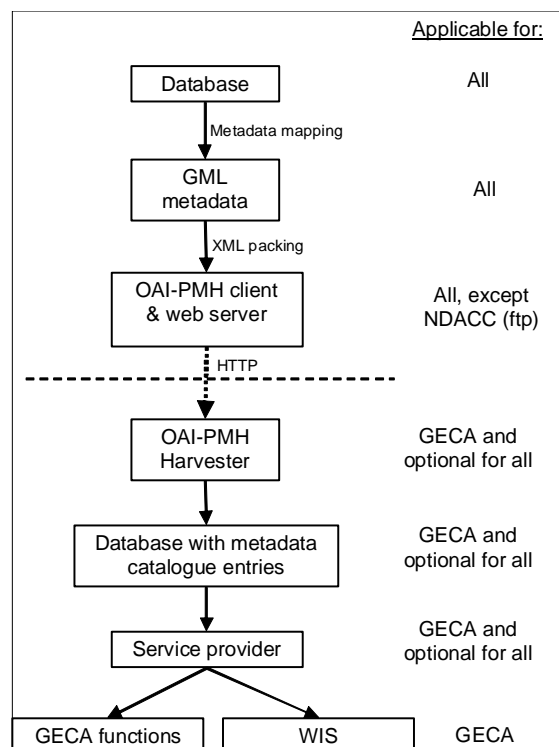 Applicable for:
Database
All
Metadata mapping
GML
metadata
All
XML packing
OAI-PMH client
& web server
All, except
NDACC (ftp)
HTTP
OAI-PMH
Harvester
GECA and
optional for all
Database with metadata
catalogue entries
GECA and
optional for all
Service provider
GECA and
optional for all
GECA functions
WIS
GECA